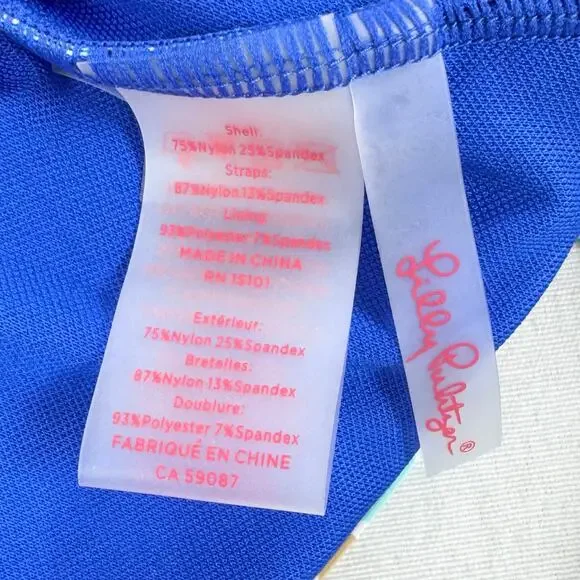 Shell:
75%Nylon 25%Spandex
Straps:
87%Nylon 13%Spandex
Lining:
93%Polyester 7%Spandex
MADE IN CHINA
RN 15101
Extérieur:
75%Nylon 25%Spandex
Bretelles:
87%Nylon 13%Spandex
Doublure:
93%Polyester 7%Spandex
FABRIQUÉ EN CHINE
CA 59087
Lilly Pulitzer®